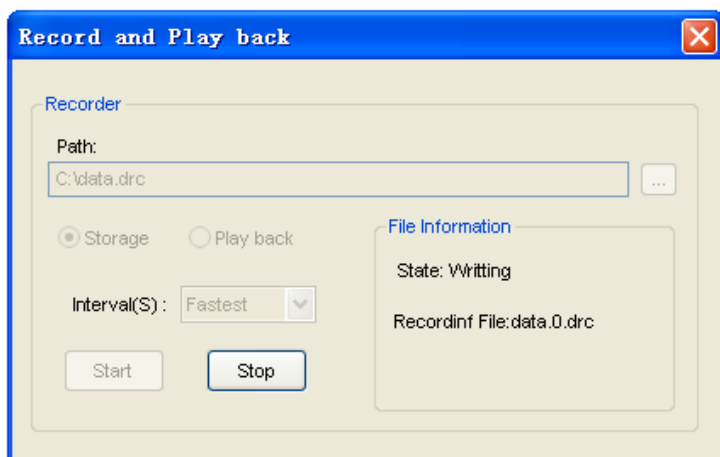 Record and Play back
Recorder
Path:
C:\data.drc
...
Storage
Play back
File Information
State: Writting
Interval(S) :
Fastest
Recordinf File:data.0.drc
Start
Stop